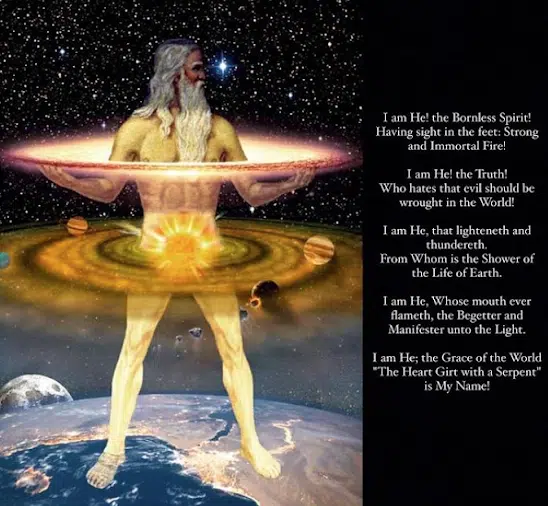 I am He! the Bornless Spirit!
Having sight in the feet: Strong
and Immortal Fire!
I am He! the Truth!
Who hates that evil should be
wrought in the World!
I am He, that lighteneth and
thundereth.
From Whom is the Shower of
the Life of Earth.
I am He, Whose mouth ever
flameth, the Begetter and
Manifester unto the Light.
I am He; the Grace of the World
"The Heart Girt with a Serpent"
is My Name!